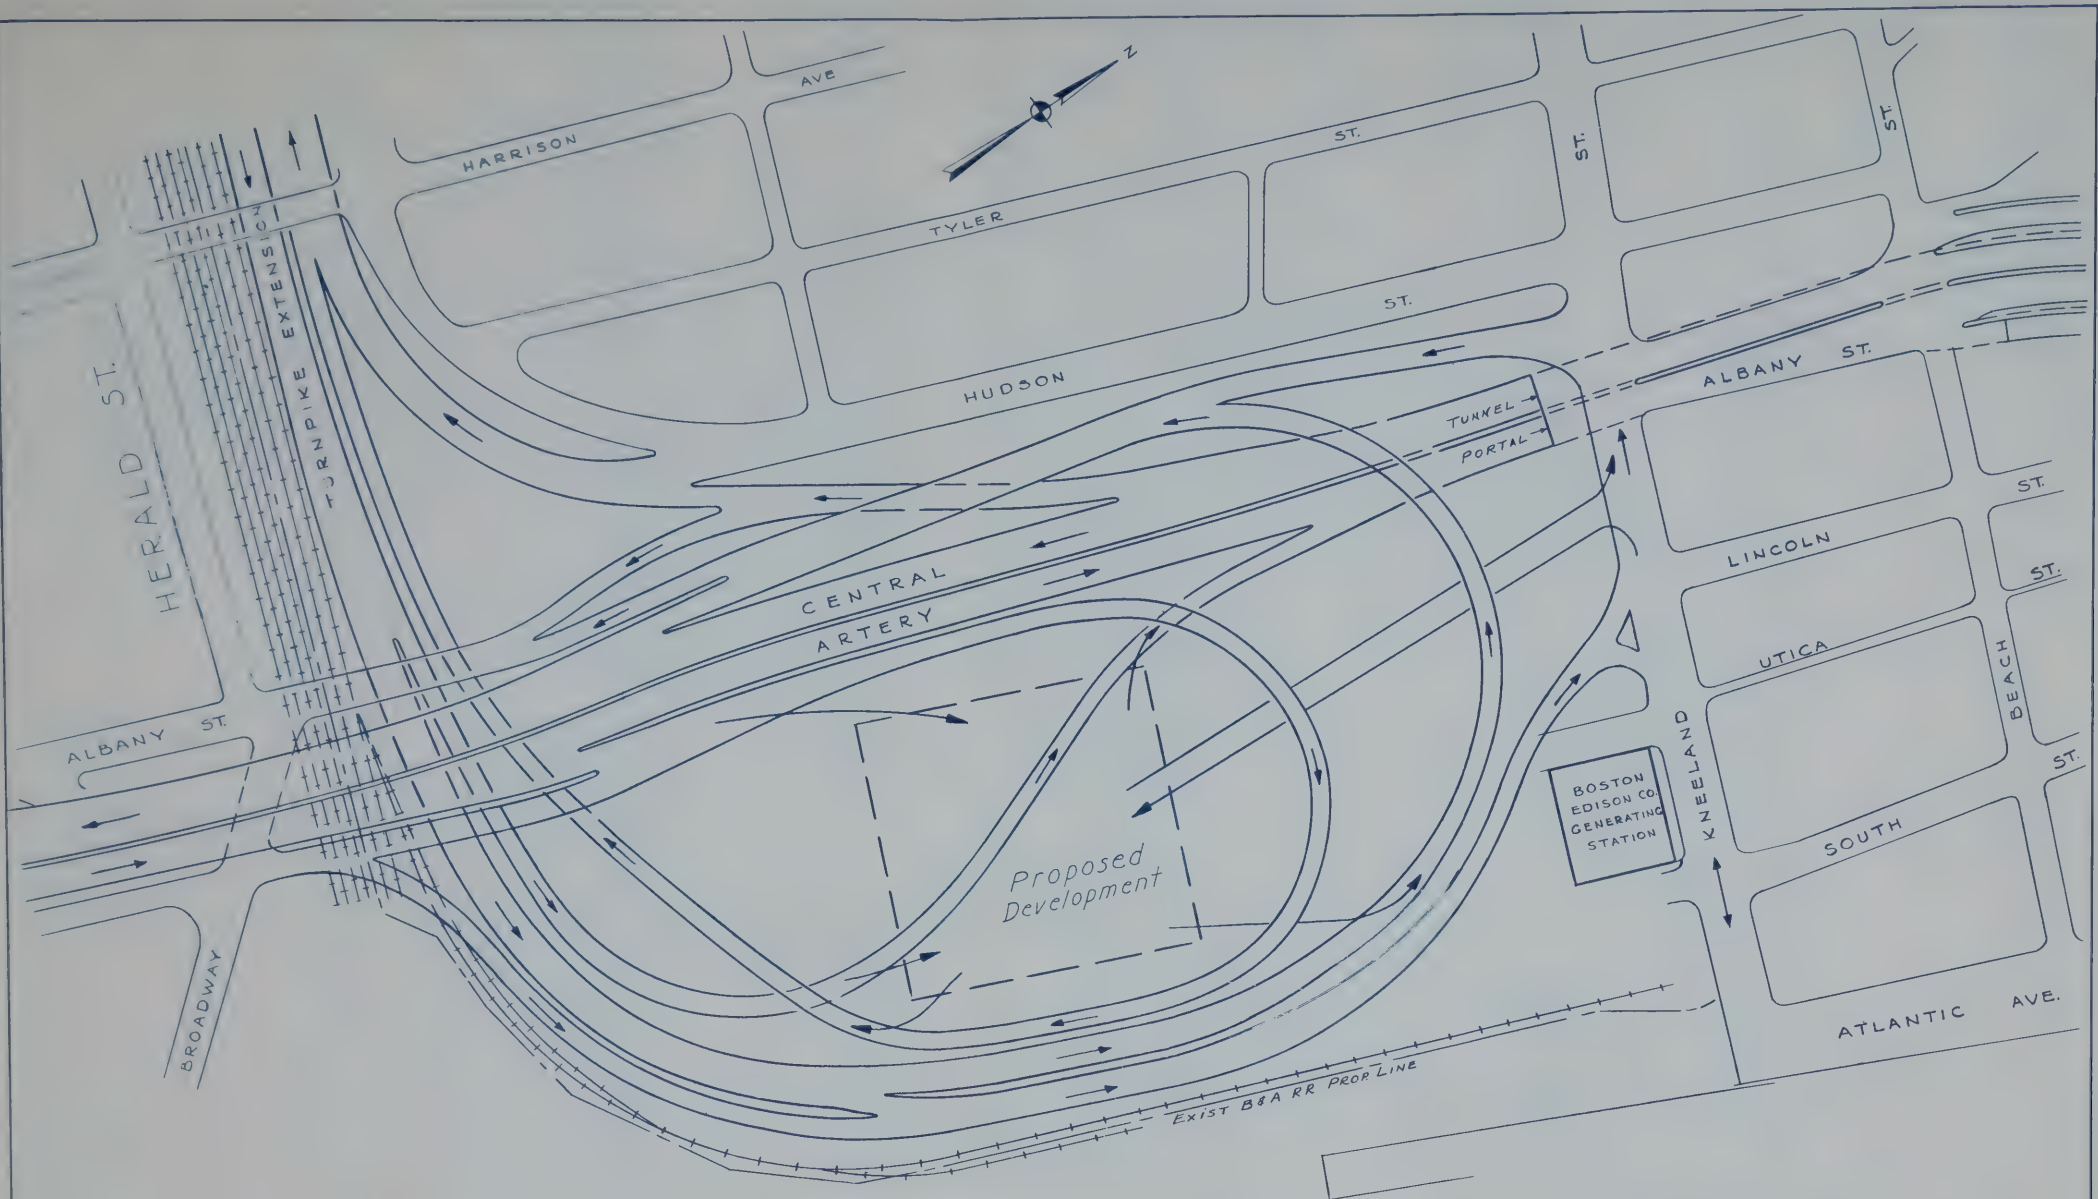 AVE
Z
HARRISON
ST.
TYLER
ST.
ST.
HUDSON
ST.
ST.
ALBANY
TUNNEL
PORTAL
TURNPIKE EXTENSION
HERALD ST.
CENTRAL
ARTERY
LINCOLN
ST.
UTICA
ST.
BEACH
ST.
SOUTH
KNEELAND
ALBANY ST.
BROADWAY
BOSTON
EDISON CO.
GENERATING
STATION
Proposed
Development
ATLANTIC AVE.
EXIST B&A RR PROP. LINE